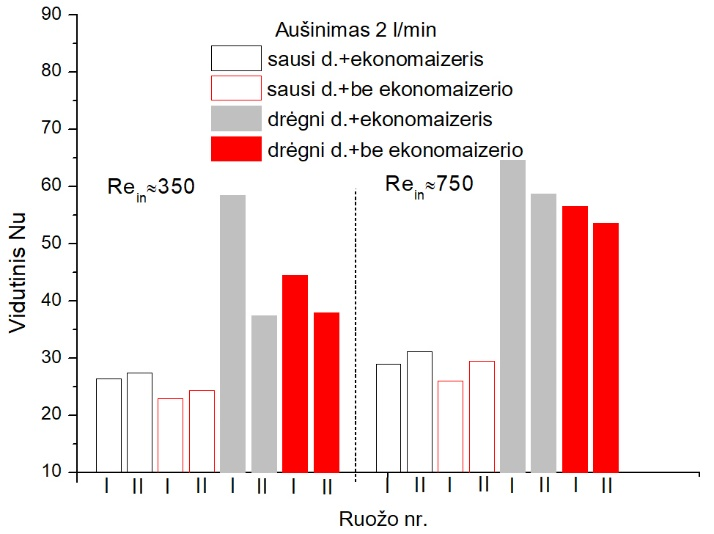 Aušinimas 2 l/min
sausi d.+ekonomaizeris
sausi d.+be ekonomaizerio
drėgni d.+ekonomaizeris
drėgni d.+be ekonomaizerio
Re_in≈350
Re_in≈750
Vidutinis Nu
90
80
70
60
50
40
30
20
10
I II I II I II I II I II I II I II I II
Ruožo nr.